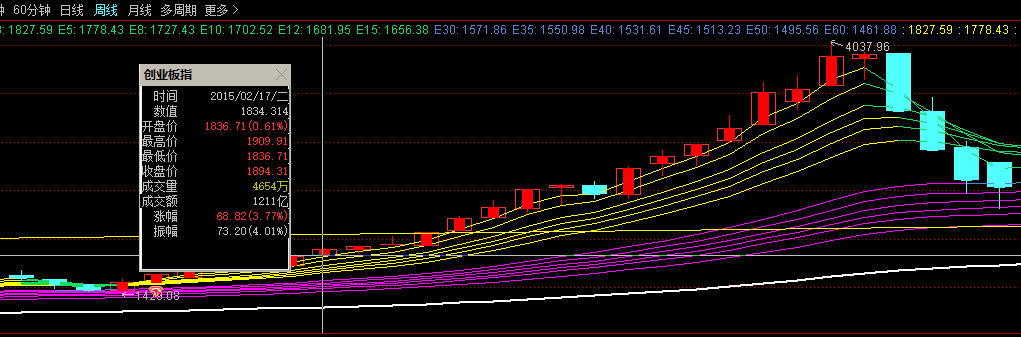 钟 60分钟 日线 周线 月线 多周期 更多
: 1827.59 E5: 1778.43 E8: 1727.43 E10: 1702.52 E12: 1681.95 E15: 1656.38 E30: 1571.86 E35: 1550.98 E40: 1531.61 E45: 1513.23 E50: 1495.56 E60: 1461.88 : 1827.59 : 1778.43 :
4037.96
创业板指
时间 2015/02/17/二
数值 1834.314
开盘价 1836.71(0.61%)
最高价 1909.91
最低价 1836.71
收盘价 1894.31
成交量 4654万
成交额 1211亿
涨幅 68.82(3.77%)
振幅 73.20(4.01%)